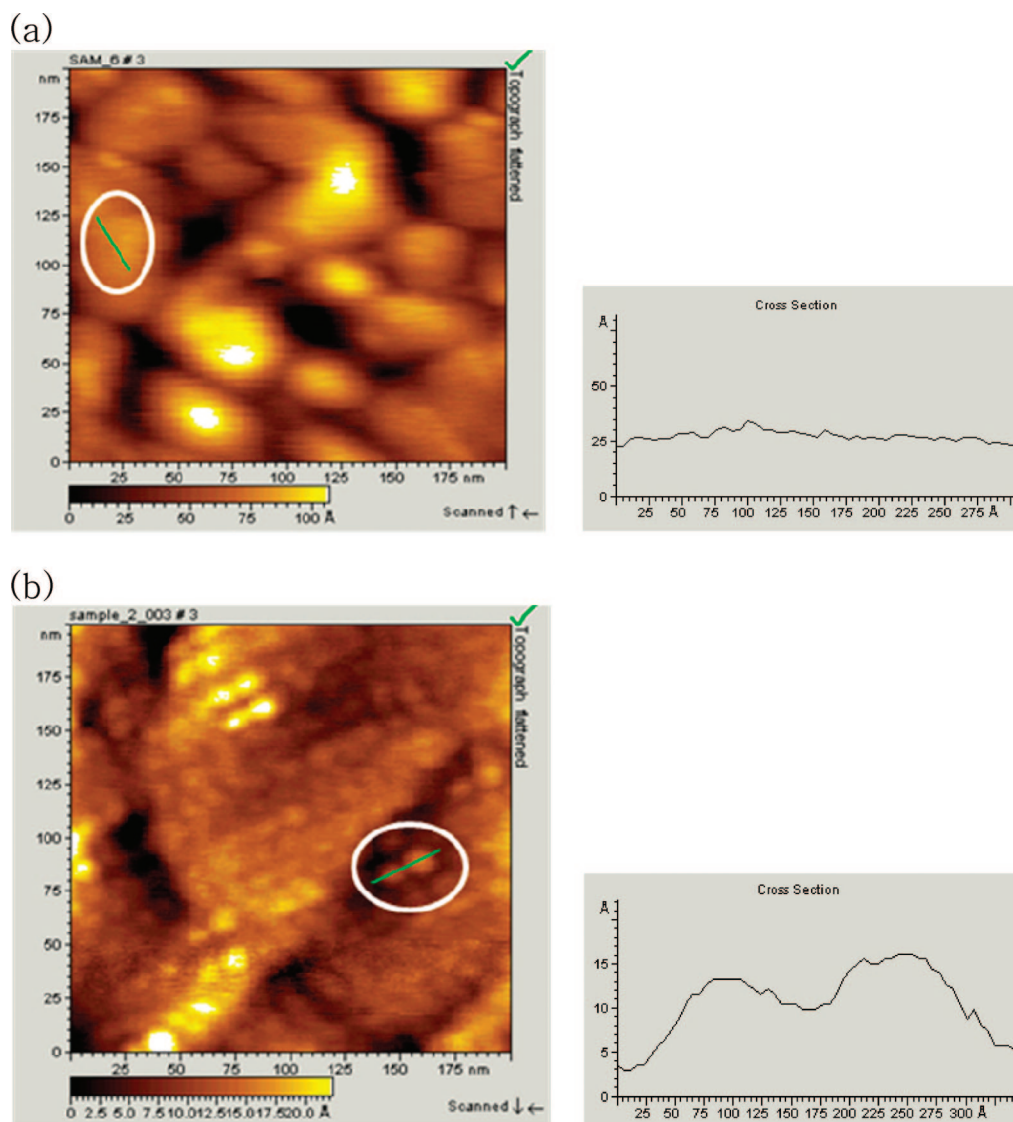 (a)
SAM_6 # 3
nm
175
150
125
100
75
50
25
0
25 50 75 100 125 150 175 nm
0 25 50 75 100 Å
Scanned ↑ ←
Topograph flattened
Cross Section
Å
50
25
0
25 50 75 100 125 150 175 200 225 250 275 Å
(b)
sample_2_003 # 3
nm
175
150
125
100
75
50
25
0
25 50 75 100 125 150 175 nm
0 2.5 5.0 7.5 10.0 12.5 15.0 17.5 20.0 Å
Scanned ↓ ←
Topograph flattened
Cross Section
Å
15
10
5
0
25 50 75 100 125 150 175 200 225 250 275 300 Å